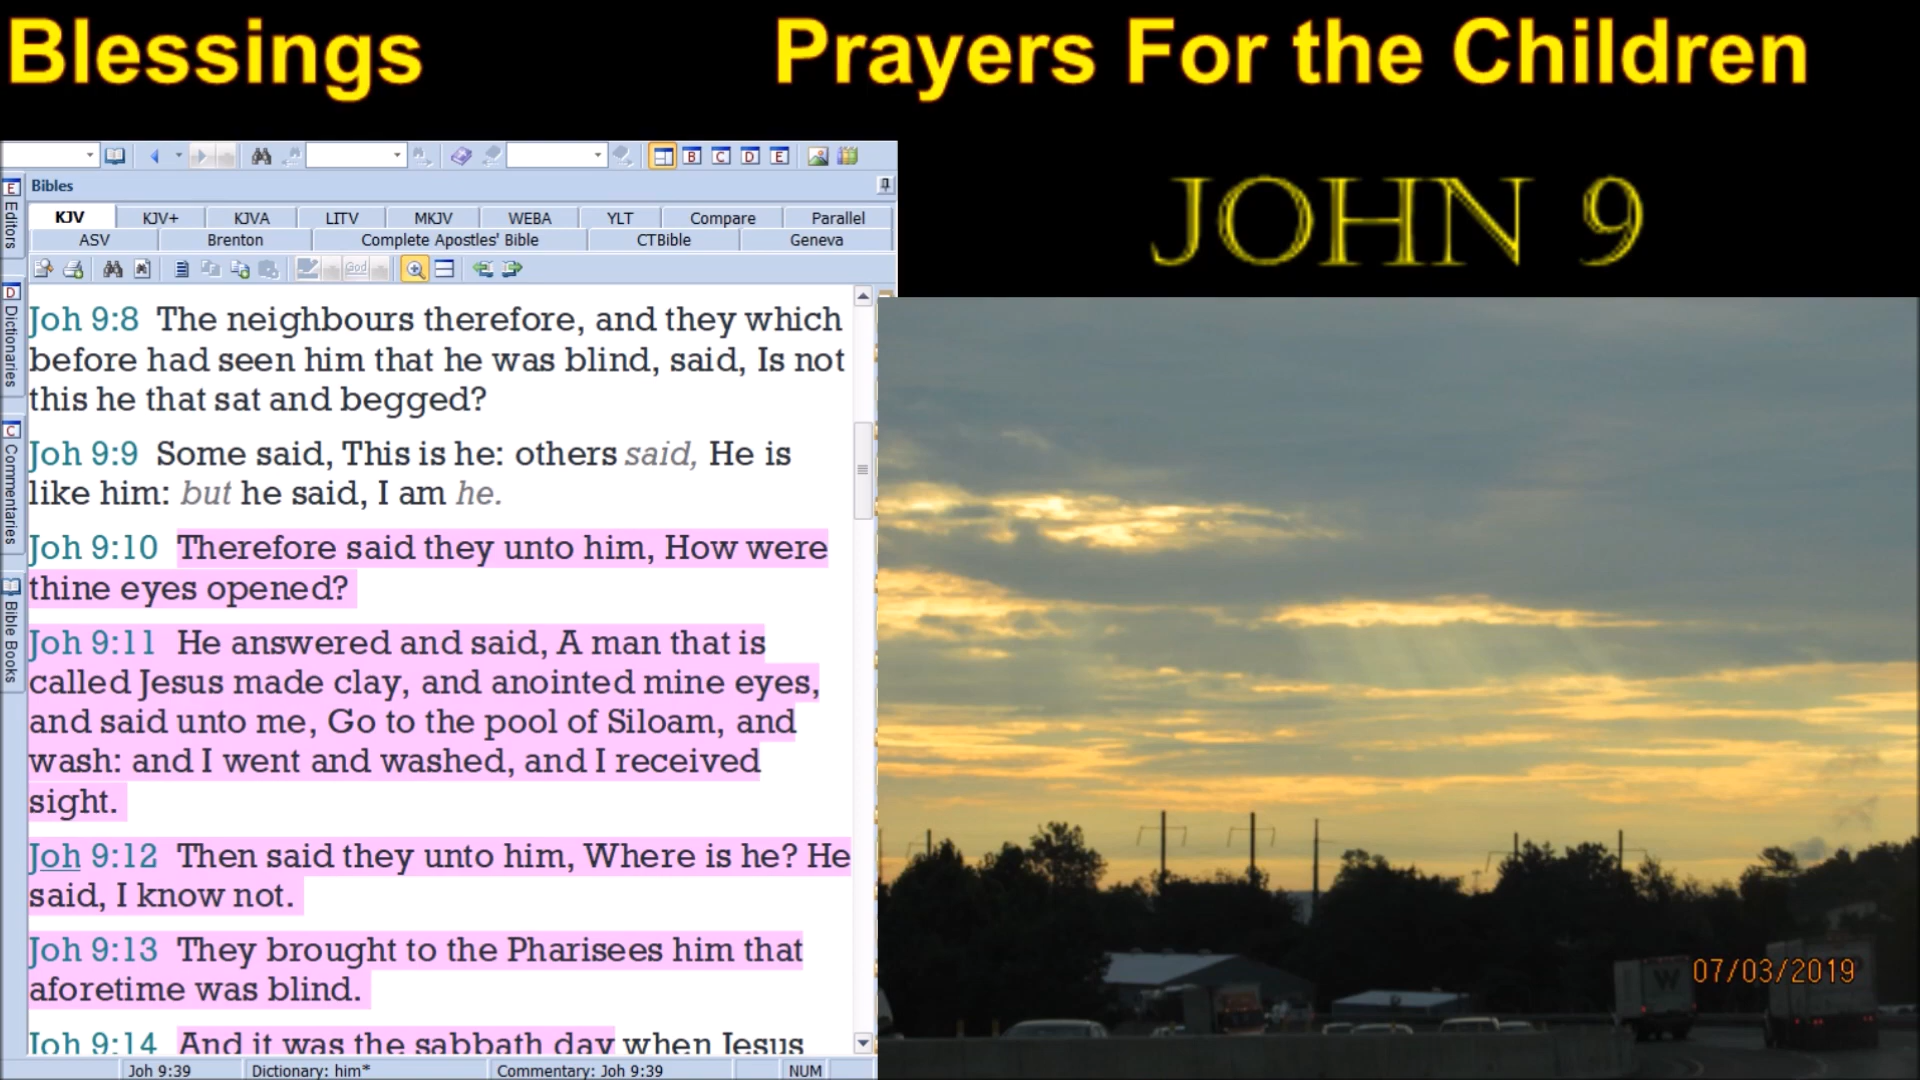 Blessings
Prayers For the Children
JOHN 9
Bibles
KJV KJV+ KJVA LITV MKJV WEBA YLT Compare Parallel
ASV Brenton Complete Apostles' Bible CTBible Geneva
Editors
Dictionaries
Commentaries
Bible Books
Joh 9:8 The neighbours therefore, and they which
before had seen him that he was blind, said, Is not
this he that sat and begged?
Joh 9:9 Some said, This is he: others said, He is
like him: but he said, I am he.
Joh 9:10 Therefore said they unto him, How were
thine eyes opened?
Joh 9:11 He answered and said, A man that is
called Jesus made clay, and anointed mine eyes,
and said unto me, Go to the pool of Siloam, and
wash: and I went and washed, and I received
sight.
Joh 9:12 Then said they unto him, Where is he? He
said, I know not.
Joh 9:13 They brought to the Pharisees him that
aforetime was blind.
Joh 9:14 And it was the sabbath day when Jesus
Joh 9:39 Dictionary: him* Commentary: Joh 9:39 NUM
07/03/2019